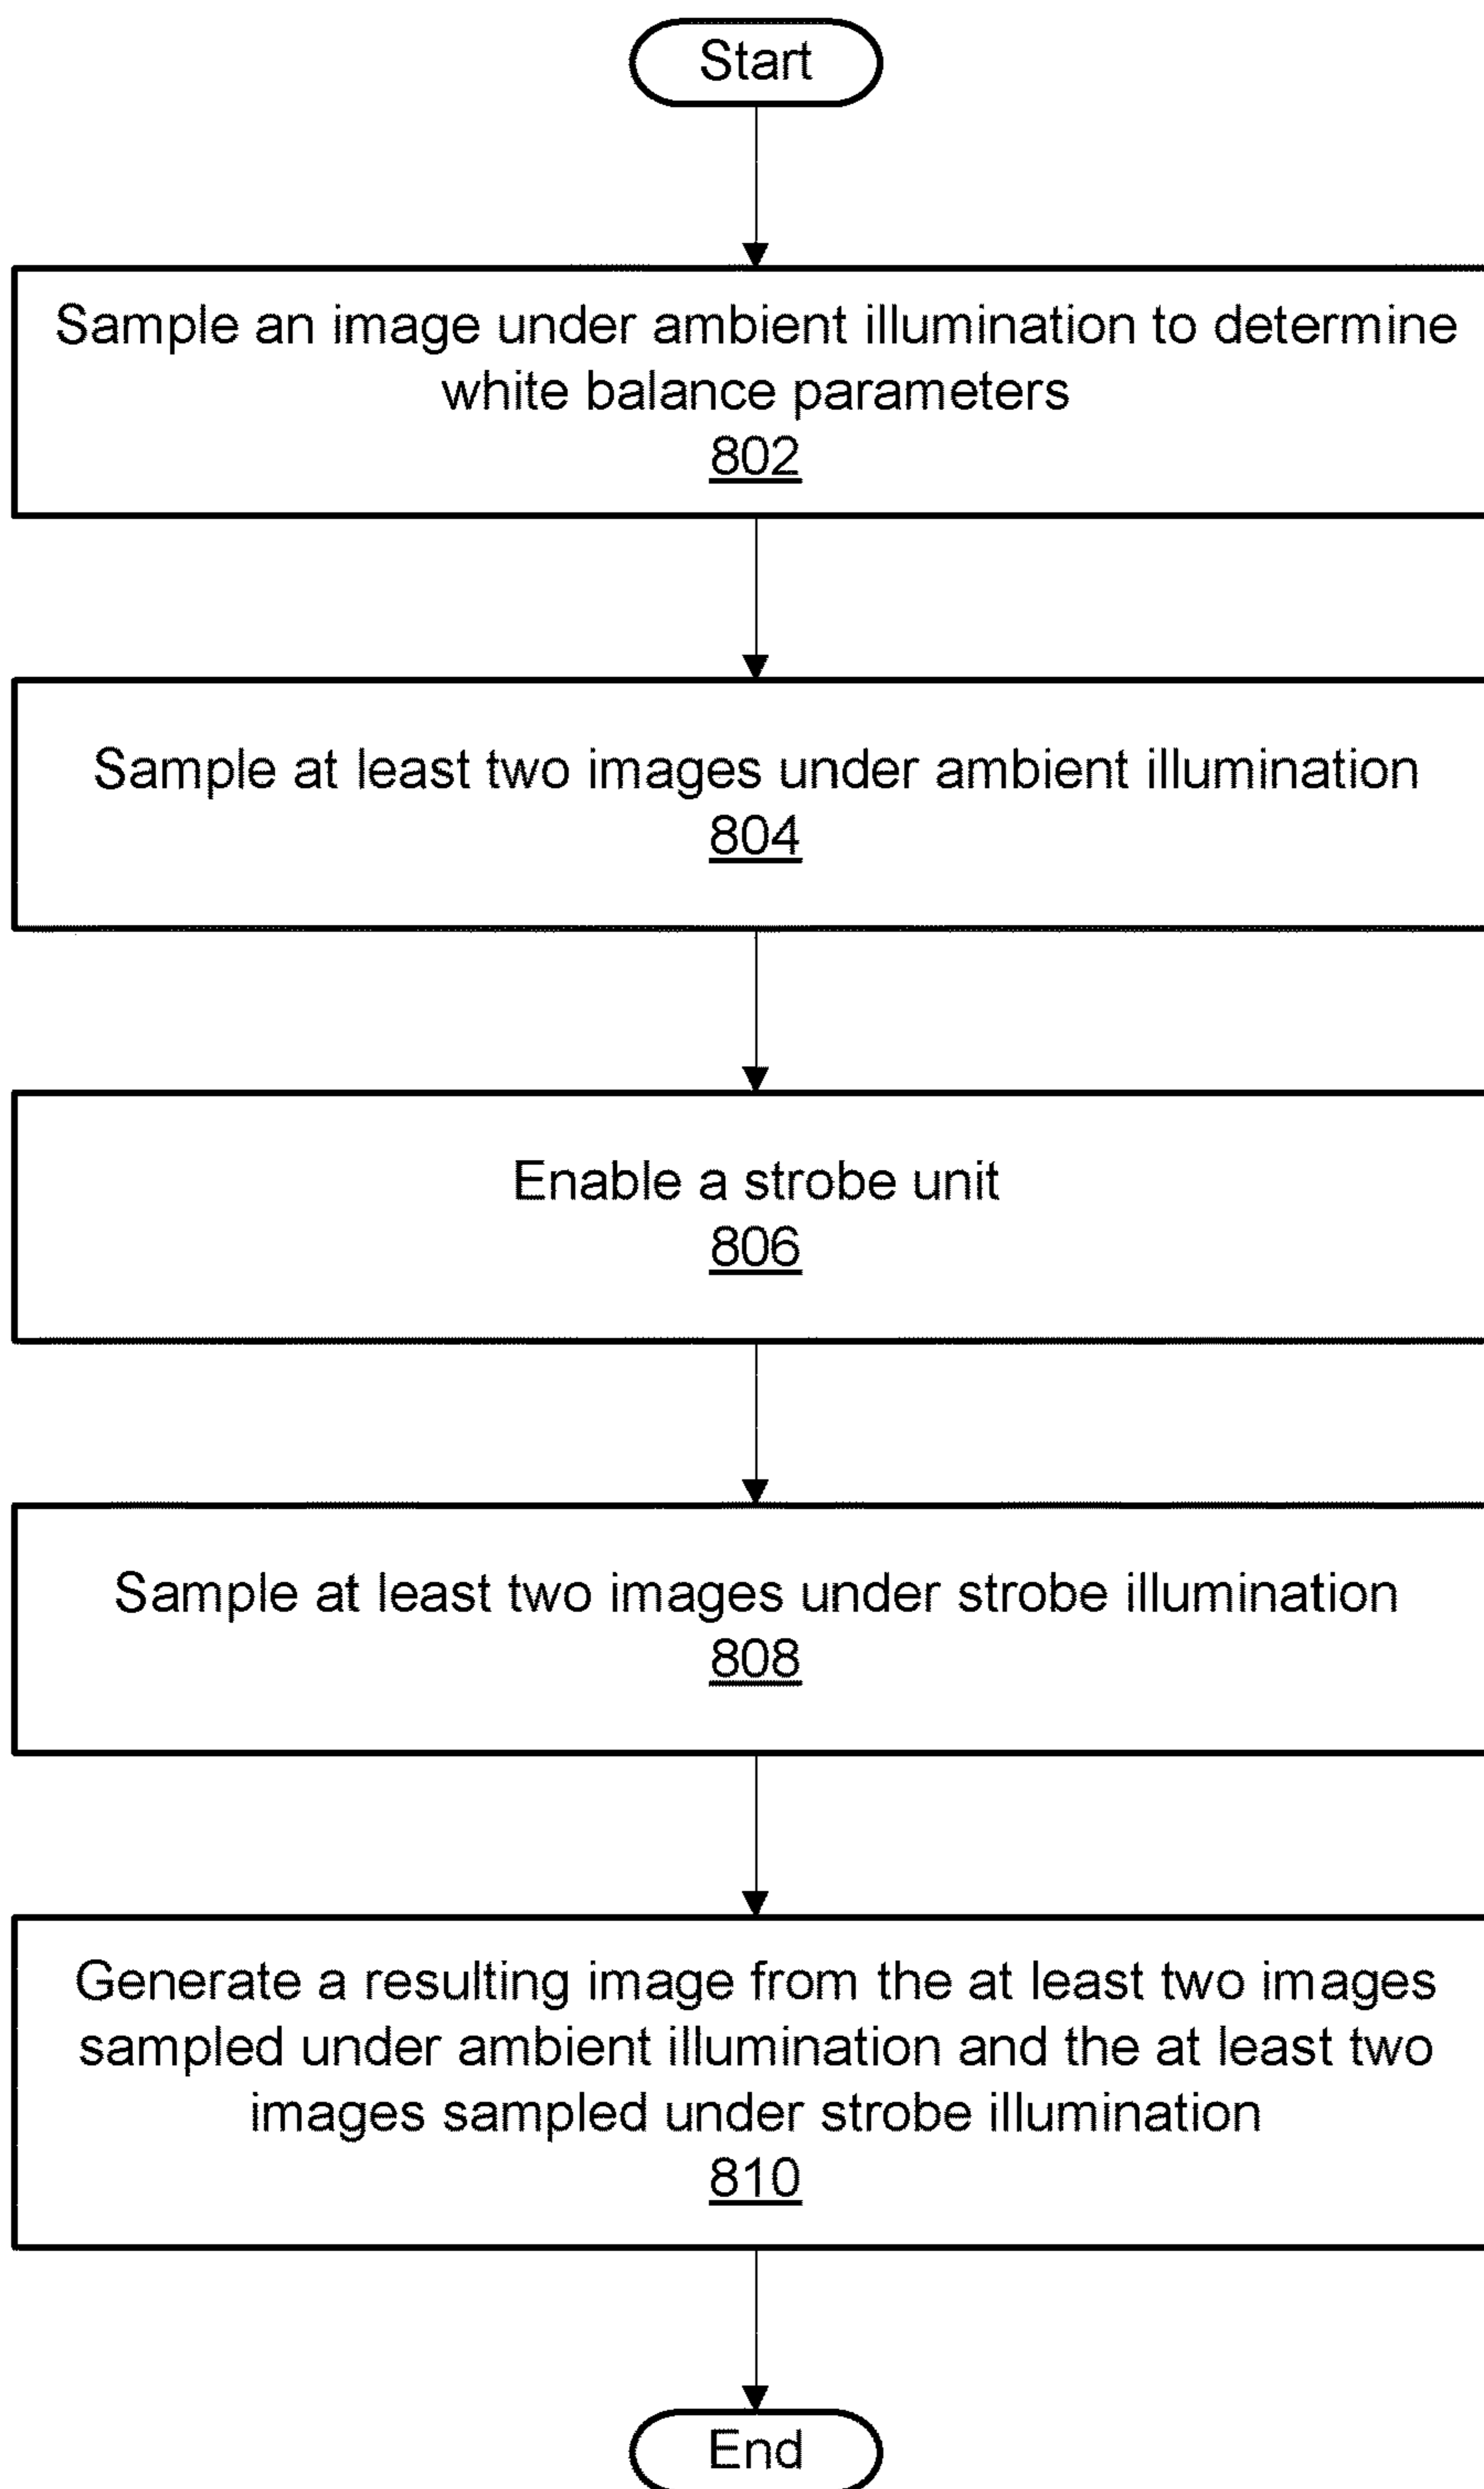 Start
Sample an image under ambient illumination to determine
white balance parameters
802
Sample at least two images under ambient illumination
804
Enable a strobe unit
806
Sample at least two images under strobe illumination
808
Generate a resulting image from the at least two images
sampled under ambient illumination and the at least two
images sampled under strobe illumination
810
End